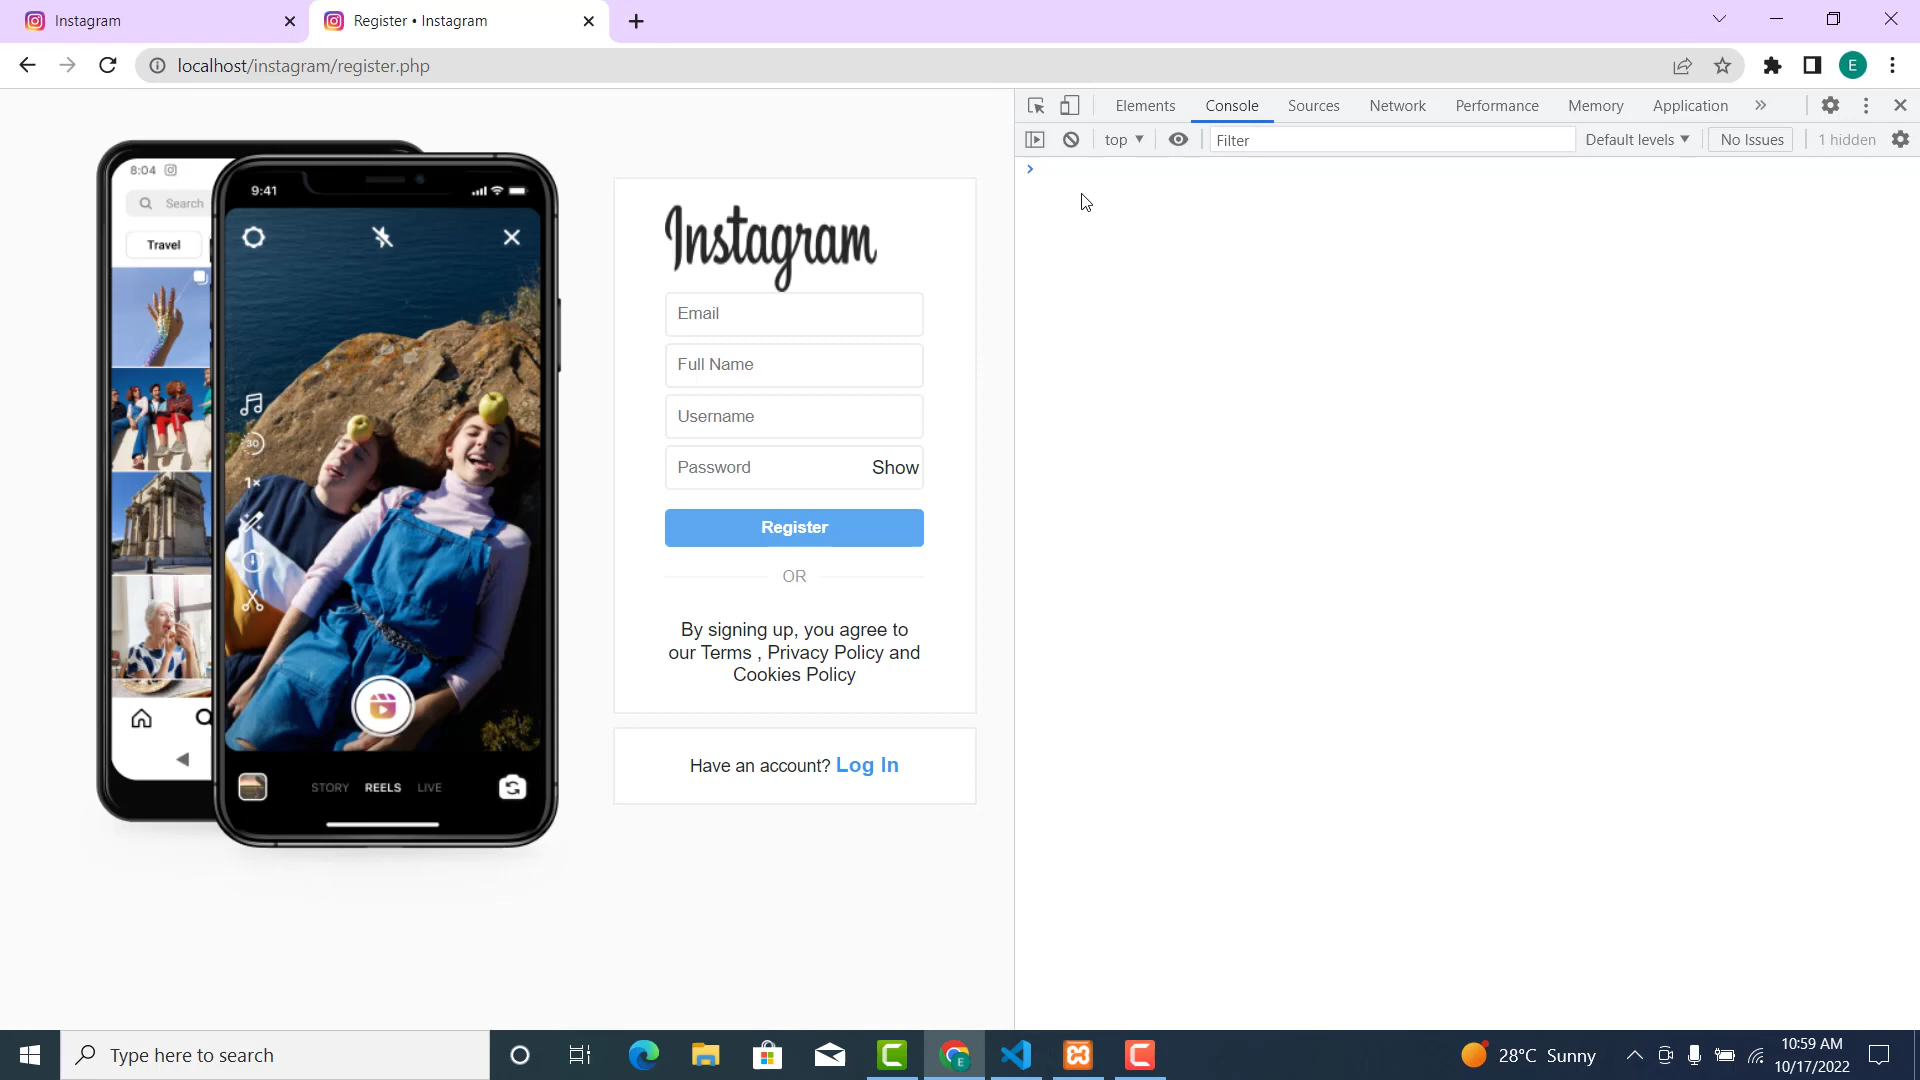 Instagram
Register • Instagram
localhost/instagram/register.php
E
Elements
Console
Sources
Network
Performance
Memory
Application
top
Filter
Default levels
No Issues
1 hidden
8:04
Search
Travel
9:41
30
1×
STORY
REELS
LIVE
Instagram
Email
Full Name
Username
Password
Show
Register
OR
By signing up, you agree to
our Terms , Privacy Policy and
Cookies Policy
Have an account? Log In
Type here to search
E
28°C Sunny
10:59 AM
10/17/2022